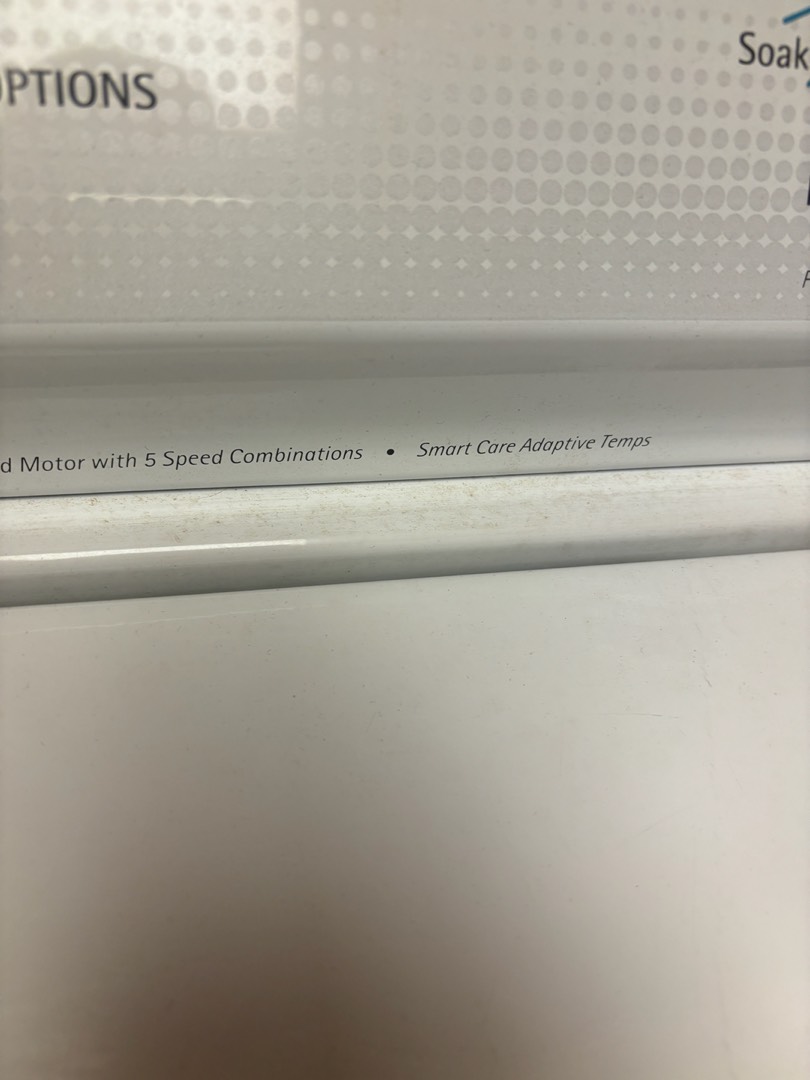 Soak
PTIONS
d Motor with 5 Speed Combinations • Smart Care Adaptive Temps